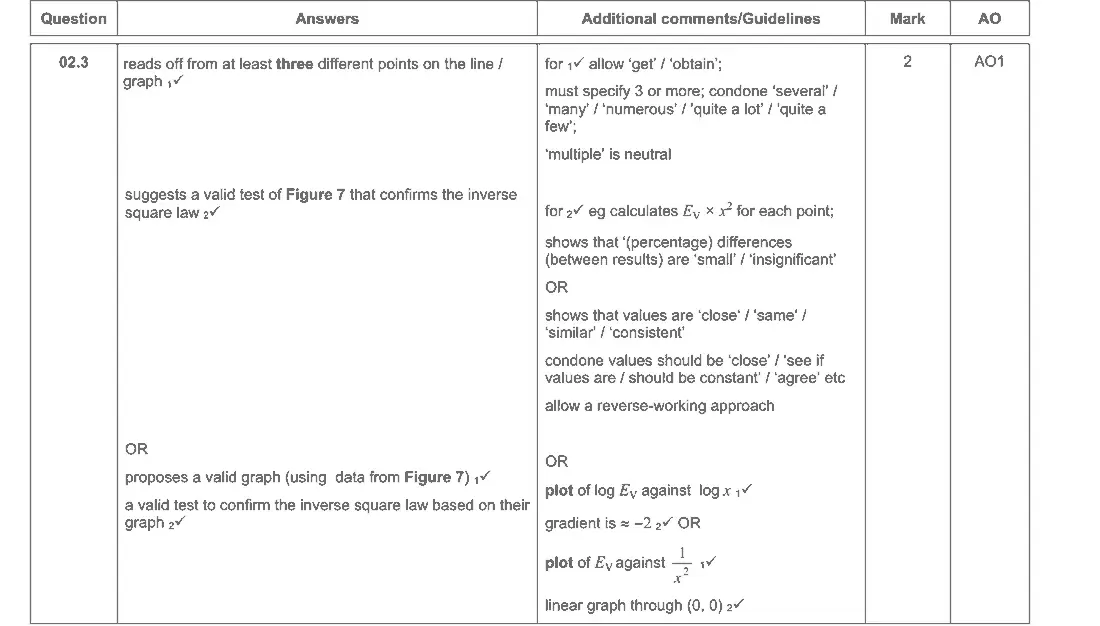 Question Answers Additional comments/Guidelines Mark AO
02.3 reads off from at least three different points on the line / for ₁✓ allow 'get' / 'obtain'; 2 AO1
graph ₁✓
must specify 3 or more; condone 'several' /
'many' / 'numerous' / 'quite a lot' / 'quite a
few';
'multiple' is neutral
suggests a valid test of Figure 7 that confirms the inverse
square law ₂✓
for ₂✓ eg calculates Eᵥ × x² for each point;
shows that '(percentage) differences
(between results) are 'small' / 'insignificant'
OR
shows that values are 'close' / 'same' /
'similar' / 'consistent'
condone values should be 'close' / 'see if
values are / should be constant' / 'agree' etc
allow a reverse-working approach
OR
proposes a valid graph (using data from Figure 7) ₁✓
a valid test to confirm the inverse square law based on their
graph ₂✓
OR
plot of log Eᵥ against log x ₁✓
gradient is ≈ −2 ₂✓ OR
plot of Eᵥ against 1/x² ₁✓
linear graph through (0, 0) ₂✓